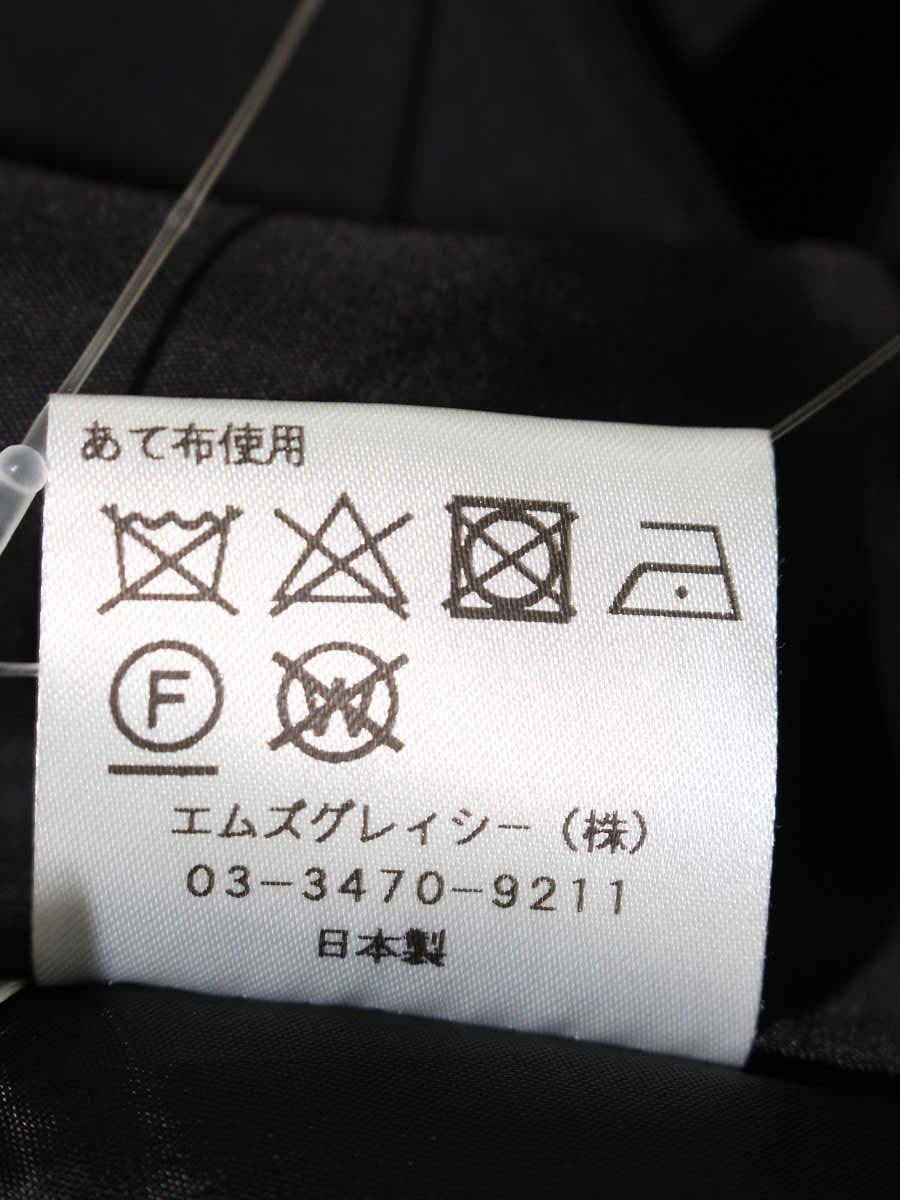 あて布使用
F W
エムズグレイシー（株）
03-3470-9211
日本製